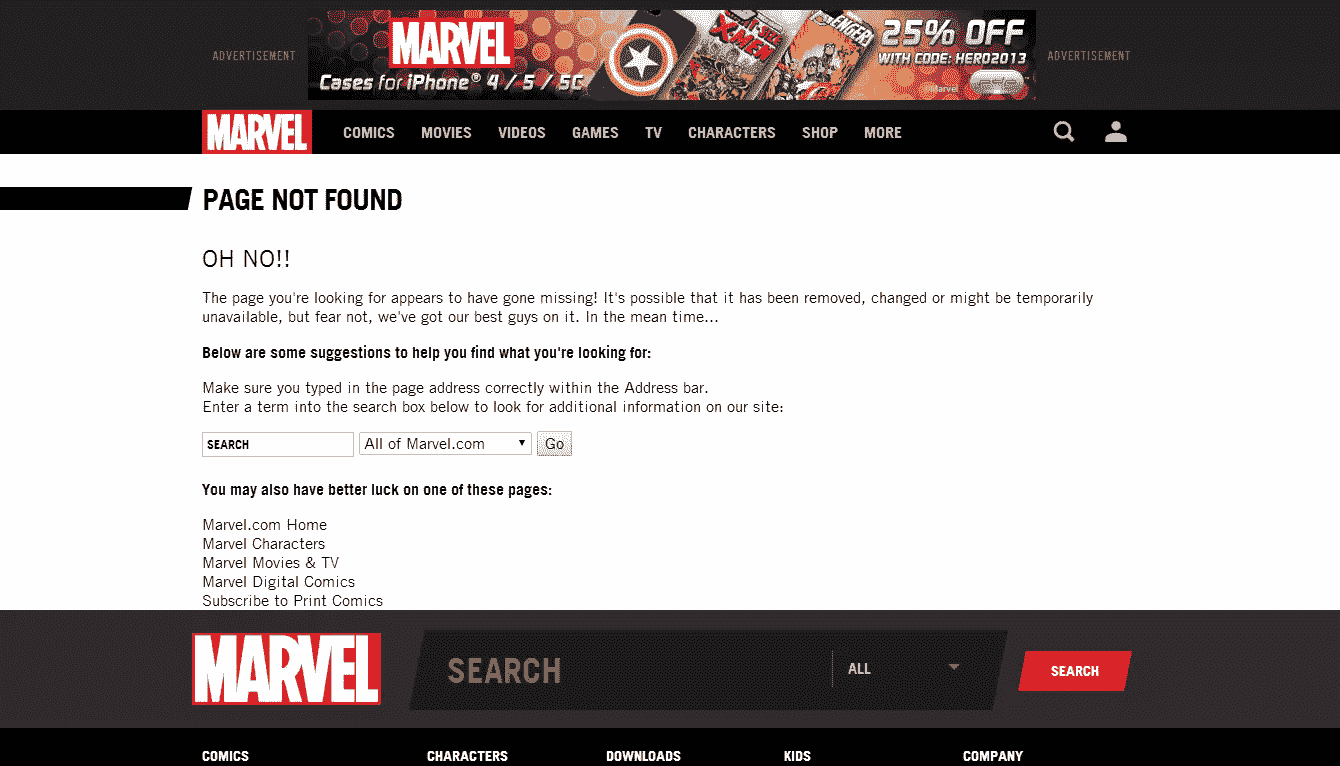 MARVEL
Cases for iPhone® 4 / 5 / 5C
X-MEN
AVENGERS
25% OFF
WITH CODE: HERO2013
Marvel
ADVERTISEMENT
ADVERTISEMENT
MARVEL
COMICS MOVIES VIDEOS GAMES TV CHARACTERS SHOP MORE
PAGE NOT FOUND
OH NO!!
The page you're looking for appears to have gone missing! It's possible that it has been removed, changed or might be temporarily
unavailable, but fear not, we've got our best guys on it. In the mean time...
Below are some suggestions to help you find what you're looking for:
Make sure you typed in the page address correctly within the Address bar.
Enter a term into the search box below to look for additional information on our site:
SEARCH All of Marvel.com Go
You may also have better luck on one of these pages:
Marvel.com Home
Marvel Characters
Marvel Movies & TV
Marvel Digital Comics
Subscribe to Print Comics
MARVEL
SEARCH ALL SEARCH
COMICS CHARACTERS DOWNLOADS KIDS COMPANY